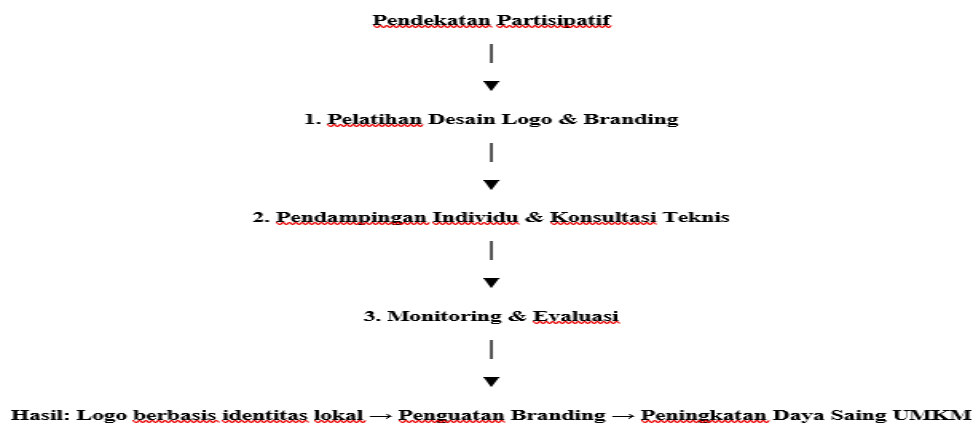 Pendekatan Partisipatif
1. Pelatihan Desain Logo & Branding
2. Pendampingan Individu & Konsultasi Teknis
3. Monitoring & Evaluasi
Hasil: Logo berbasis identitas lokal → Penguatan Branding → Peningkatan Daya Saing UMKM